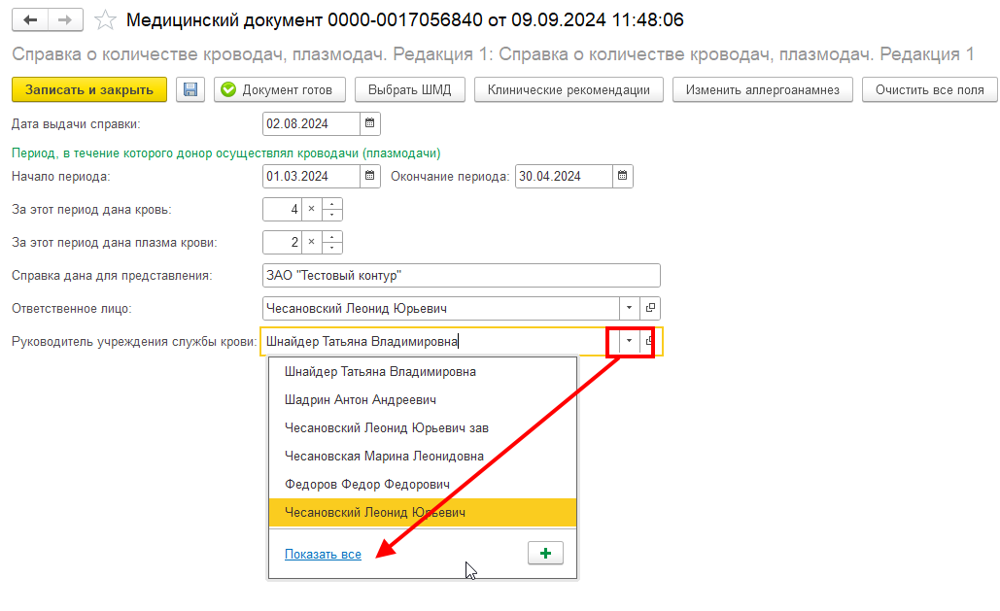 Медицинский документ 0000-0017056840 от 09.09.2024 11:48:06
Справка о количестве кроводач, плазмодач. Редакция 1: Справка о количестве кроводач, плазмодач. Редакция 1
Записать и закрыть Документ готов Выбрать ШМД Клинические рекомендации Изменить аллергоанамнез Очистить все поля
Дата выдачи справки: 02.08.2024
Период, в течение которого донор осуществлял кроводачи (плазмодачи)
Начало периода: 01.03.2024 Окончание периода: 30.04.2024
За этот период дана кровь: 4
За этот период дана плазма крови: 2
Справка дана для представления: ЗАО "Тестовый контур"
Ответственное лицо: Чесановский Леонид Юрьевич
Руководитель учреждения службы крови: Шнайдер Татьяна Владимировна
Шнайдер Татьяна Владимировна
Шадрин Антон Андреевич
Чесановский Леонид Юрьевич зав
Чесановская Марина Леонидовна
Федоров Федор Федорович
Чесановский Леонид Юрьевич
Показать все